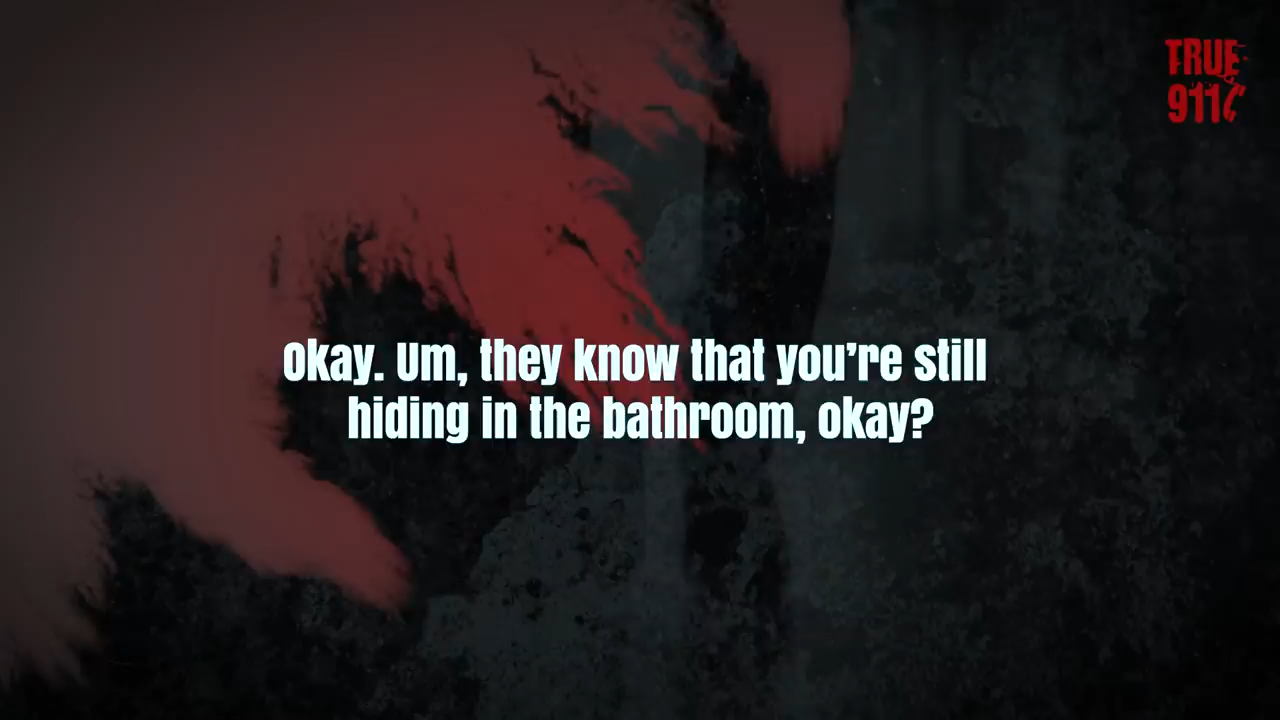 TRUE
911
Okay. Um, they know that you’re still
hiding in the bathroom, okay?